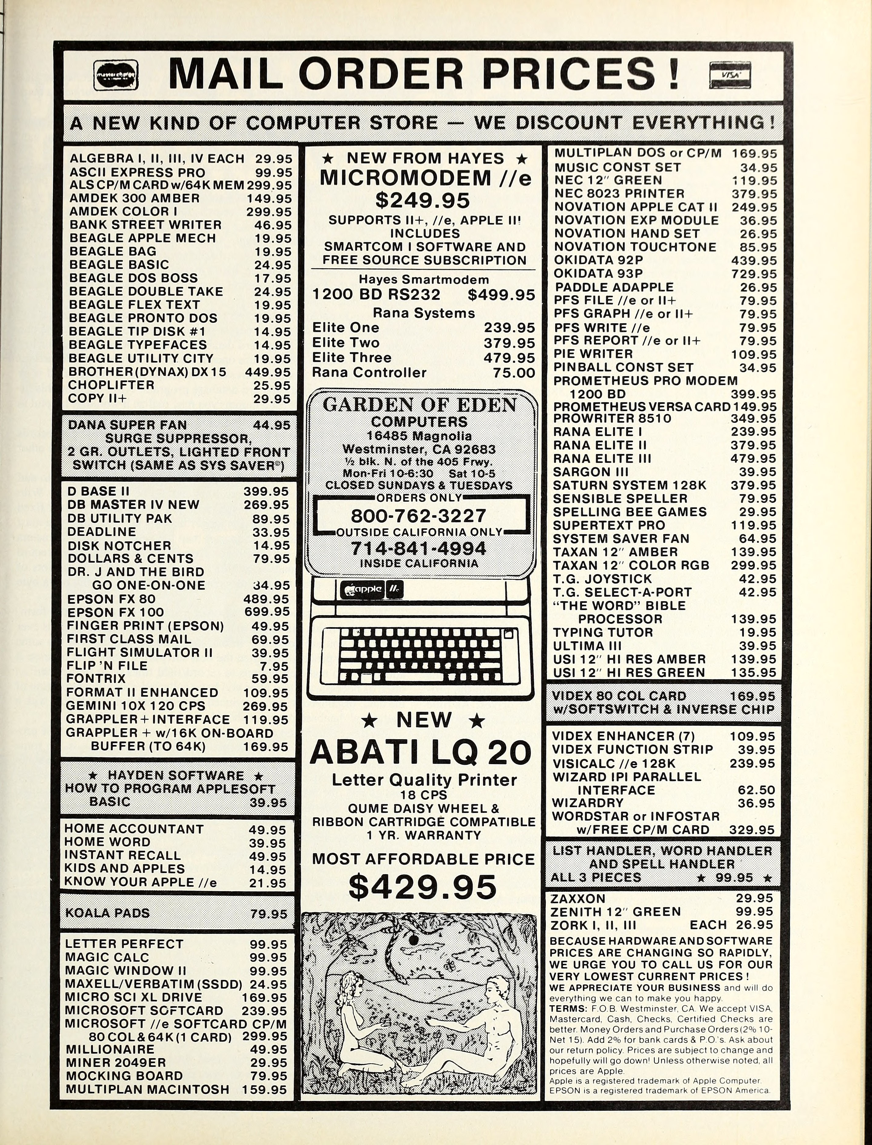 master charge
MAIL ORDER PRICES!
VISA
A NEW KIND OF COMPUTER STORE — WE DISCOUNT EVERYTHING!
ALGEBRA I, II, III, IV EACH 29.95
ASCII EXPRESS PRO 99.95
ALS CP/M CARD w/64K MEM 299.95
AMDEK 300 AMBER 149.95
AMDEK COLOR I 299.95
BANK STREET WRITER 46.95
BEAGLE APPLE MECH 19.95
BEAGLE BAG 19.95
BEAGLE BASIC 24.95
BEAGLE DOS BOSS 17.95
BEAGLE DOUBLE TAKE 24.95
BEAGLE FLEX TEXT 19.95
BEAGLE PRONTO DOS 19.95
BEAGLE TIP DISK #1 14.95
BEAGLE TYPEFACES 14.95
BEAGLE UTILITY CITY 19.95
BROTHER (DYNAX) DX 15 449.95
CHOPLIFTER 25.95
COPY II+ 29.95
DANA SUPER FAN 44.95
SURGE SUPPRESSOR,
2 GR. OUTLETS, LIGHTED FRONT
SWITCH (SAME AS SYS SAVER®)
D BASE II 399.95
DB MASTER IV NEW 269.95
DB UTILITY PAK 89.95
DEADLINE 33.95
DISK NOTCHER 14.95
DOLLARS & CENTS 79.95
DR. J AND THE BIRD
GO ONE-ON-ONE 34.95
EPSON FX 80 489.95
EPSON FX 100 699.95
FINGER PRINT (EPSON) 49.95
FIRST CLASS MAIL 69.95
FLIGHT SIMULATOR II 39.95
FLIP 'N FILE 7.95
FONTRIX 59.95
FORMAT II ENHANCED 109.95
GEMINI 10X 120 CPS 269.95
GRAPPLER + INTERFACE 119.95
GRAPPLER + w/16K ON-BOARD
BUFFER (TO 64K) 169.95
★ HAYDEN SOFTWARE ★
HOW TO PROGRAM APPLESOFT
BASIC 39.95
HOME ACCOUNTANT 49.95
HOME WORD 39.95
INSTANT RECALL 49.95
KIDS AND APPLES 14.95
KNOW YOUR APPLE //e 21.95
KOALA PADS 79.95
LETTER PERFECT 99.95
MAGIC CALC 99.95
MAGIC WINDOW II 99.95
MAXELL/VERBATIM (SSDD) 24.95
MICRO SCI XL DRIVE 169.95
MICROSOFT SOFTCARD 239.95
MICROSOFT //e SOFTCARD CP/M
80 COL & 64K (1 CARD) 299.95
MILLIONAIRE 49.95
MINER 2049ER 29.95
MOCKING BOARD 79.95
MULTIPLAN MACINTOSH 159.95
★ NEW FROM HAYES ★
MICROMODEM //e
$249.95
SUPPORTS II+, //e, APPLE II!
INCLUDES
SMARTCOM I SOFTWARE AND
FREE SOURCE SUBSCRIPTION
Hayes Smartmodem
1200 BD RS232 $499.95
Rana Systems
Elite One 239.95
Elite Two 379.95
Elite Three 479.95
Rana Controller 75.00
GARDEN OF EDEN
COMPUTERS
16485 Magnolia
Westminster, CA 92683
½ blk. N. of the 405 Frwy.
Mon-Fri 10-6:30 Sat 10-5
CLOSED SUNDAYS & TUESDAYS
ORDERS ONLY
800-762-3227
OUTSIDE CALIFORNIA ONLY
714-841-4994
INSIDE CALIFORNIA
apple //e
★ NEW ★
ABATI LQ 20
Letter Quality Printer
18 CPS
QUME DAISY WHEEL &
RIBBON CARTRIDGE COMPATIBLE
1 YR. WARRANTY
MOST AFFORDABLE PRICE
$429.95
MULTIPLAN DOS or CP/M 169.95
MUSIC CONST SET 34.95
NEC 12" GREEN 119.95
NEC 8023 PRINTER 379.95
NOVATION APPLE CAT II 249.95
NOVATION EXP MODULE 36.95
NOVATION HAND SET 26.95
NOVATION TOUCHTONE 85.95
OKIDATA 92P 439.95
OKIDATA 93P 729.95
PADDLE ADAPPLE 26.95
PFS FILE //e or II+ 79.95
PFS GRAPH //e or II+ 79.95
PFS WRITE //e 79.95
PFS REPORT //e or II+ 79.95
PIE WRITER 109.95
PINBALL CONST SET 34.95
PROMETHEUS PRO MODEM
1200 BD 399.95
PROMETHEUS VERSACARD 149.95
PROWRITER 8510 349.95
RANA ELITE I 239.95
RANA ELITE II 379.95
RANA ELITE III 479.95
SARGON III 39.95
SATURN SYSTEM 128K 379.95
SENSIBLE SPELLER 79.95
SPELLING BEE GAMES 29.95
SUPERTEXT PRO 119.95
SYSTEM SAVER FAN 64.95
TAXAN 12" AMBER 139.95
TAXAN 12" COLOR RGB 299.95
T.G. JOYSTICK 42.95
T.G. SELECT-A-PORT 42.95
"THE WORD" BIBLE
PROCESSOR 139.95
TYPING TUTOR 19.95
ULTIMA III 39.95
USI 12" HI RES AMBER 139.95
USI 12" HI RES GREEN 135.95
VIDEX 80 COL CARD 169.95
w/SOFTSWITCH & INVERSE CHIP
VIDEX ENHANCER (7) 109.95
VIDEX FUNCTION STRIP 39.95
VISICALC //e 128K 239.95
WIZARD IPI PARALLEL
INTERFACE 62.50
WIZARDRY 36.95
WORDSTAR or INFOSTAR
w/FREE CP/M CARD 329.95
LIST HANDLER, WORD HANDLER
AND SPELL HANDLER
ALL 3 PIECES ★ 99.95 ★
ZAXXON 29.95
ZENITH 12" GREEN 99.95
ZORK I, II, III EACH 26.95
BECAUSE HARDWARE AND SOFTWARE
PRICES ARE CHANGING SO RAPIDLY,
WE URGE YOU TO CALL US FOR OUR
VERY LOWEST CURRENT PRICES!
WE APPRECIATE YOUR BUSINESS and will do
everything we can to make you happy.
TERMS: F.O.B. Westminster, CA. We accept VISA,
Mastercard, Cash, Checks, Certified Checks are
better. Money Orders and Purchase Orders (2% 10-
Net 15). Add 2% for bank cards & P.O.'s. Ask about
our return policy. Prices are subject to change and
hopefully will go down! Unless otherwise noted, all
prices are Apple.
Apple is a registered trademark of Apple Computer.
EPSON is a registered trademark of EPSON America.